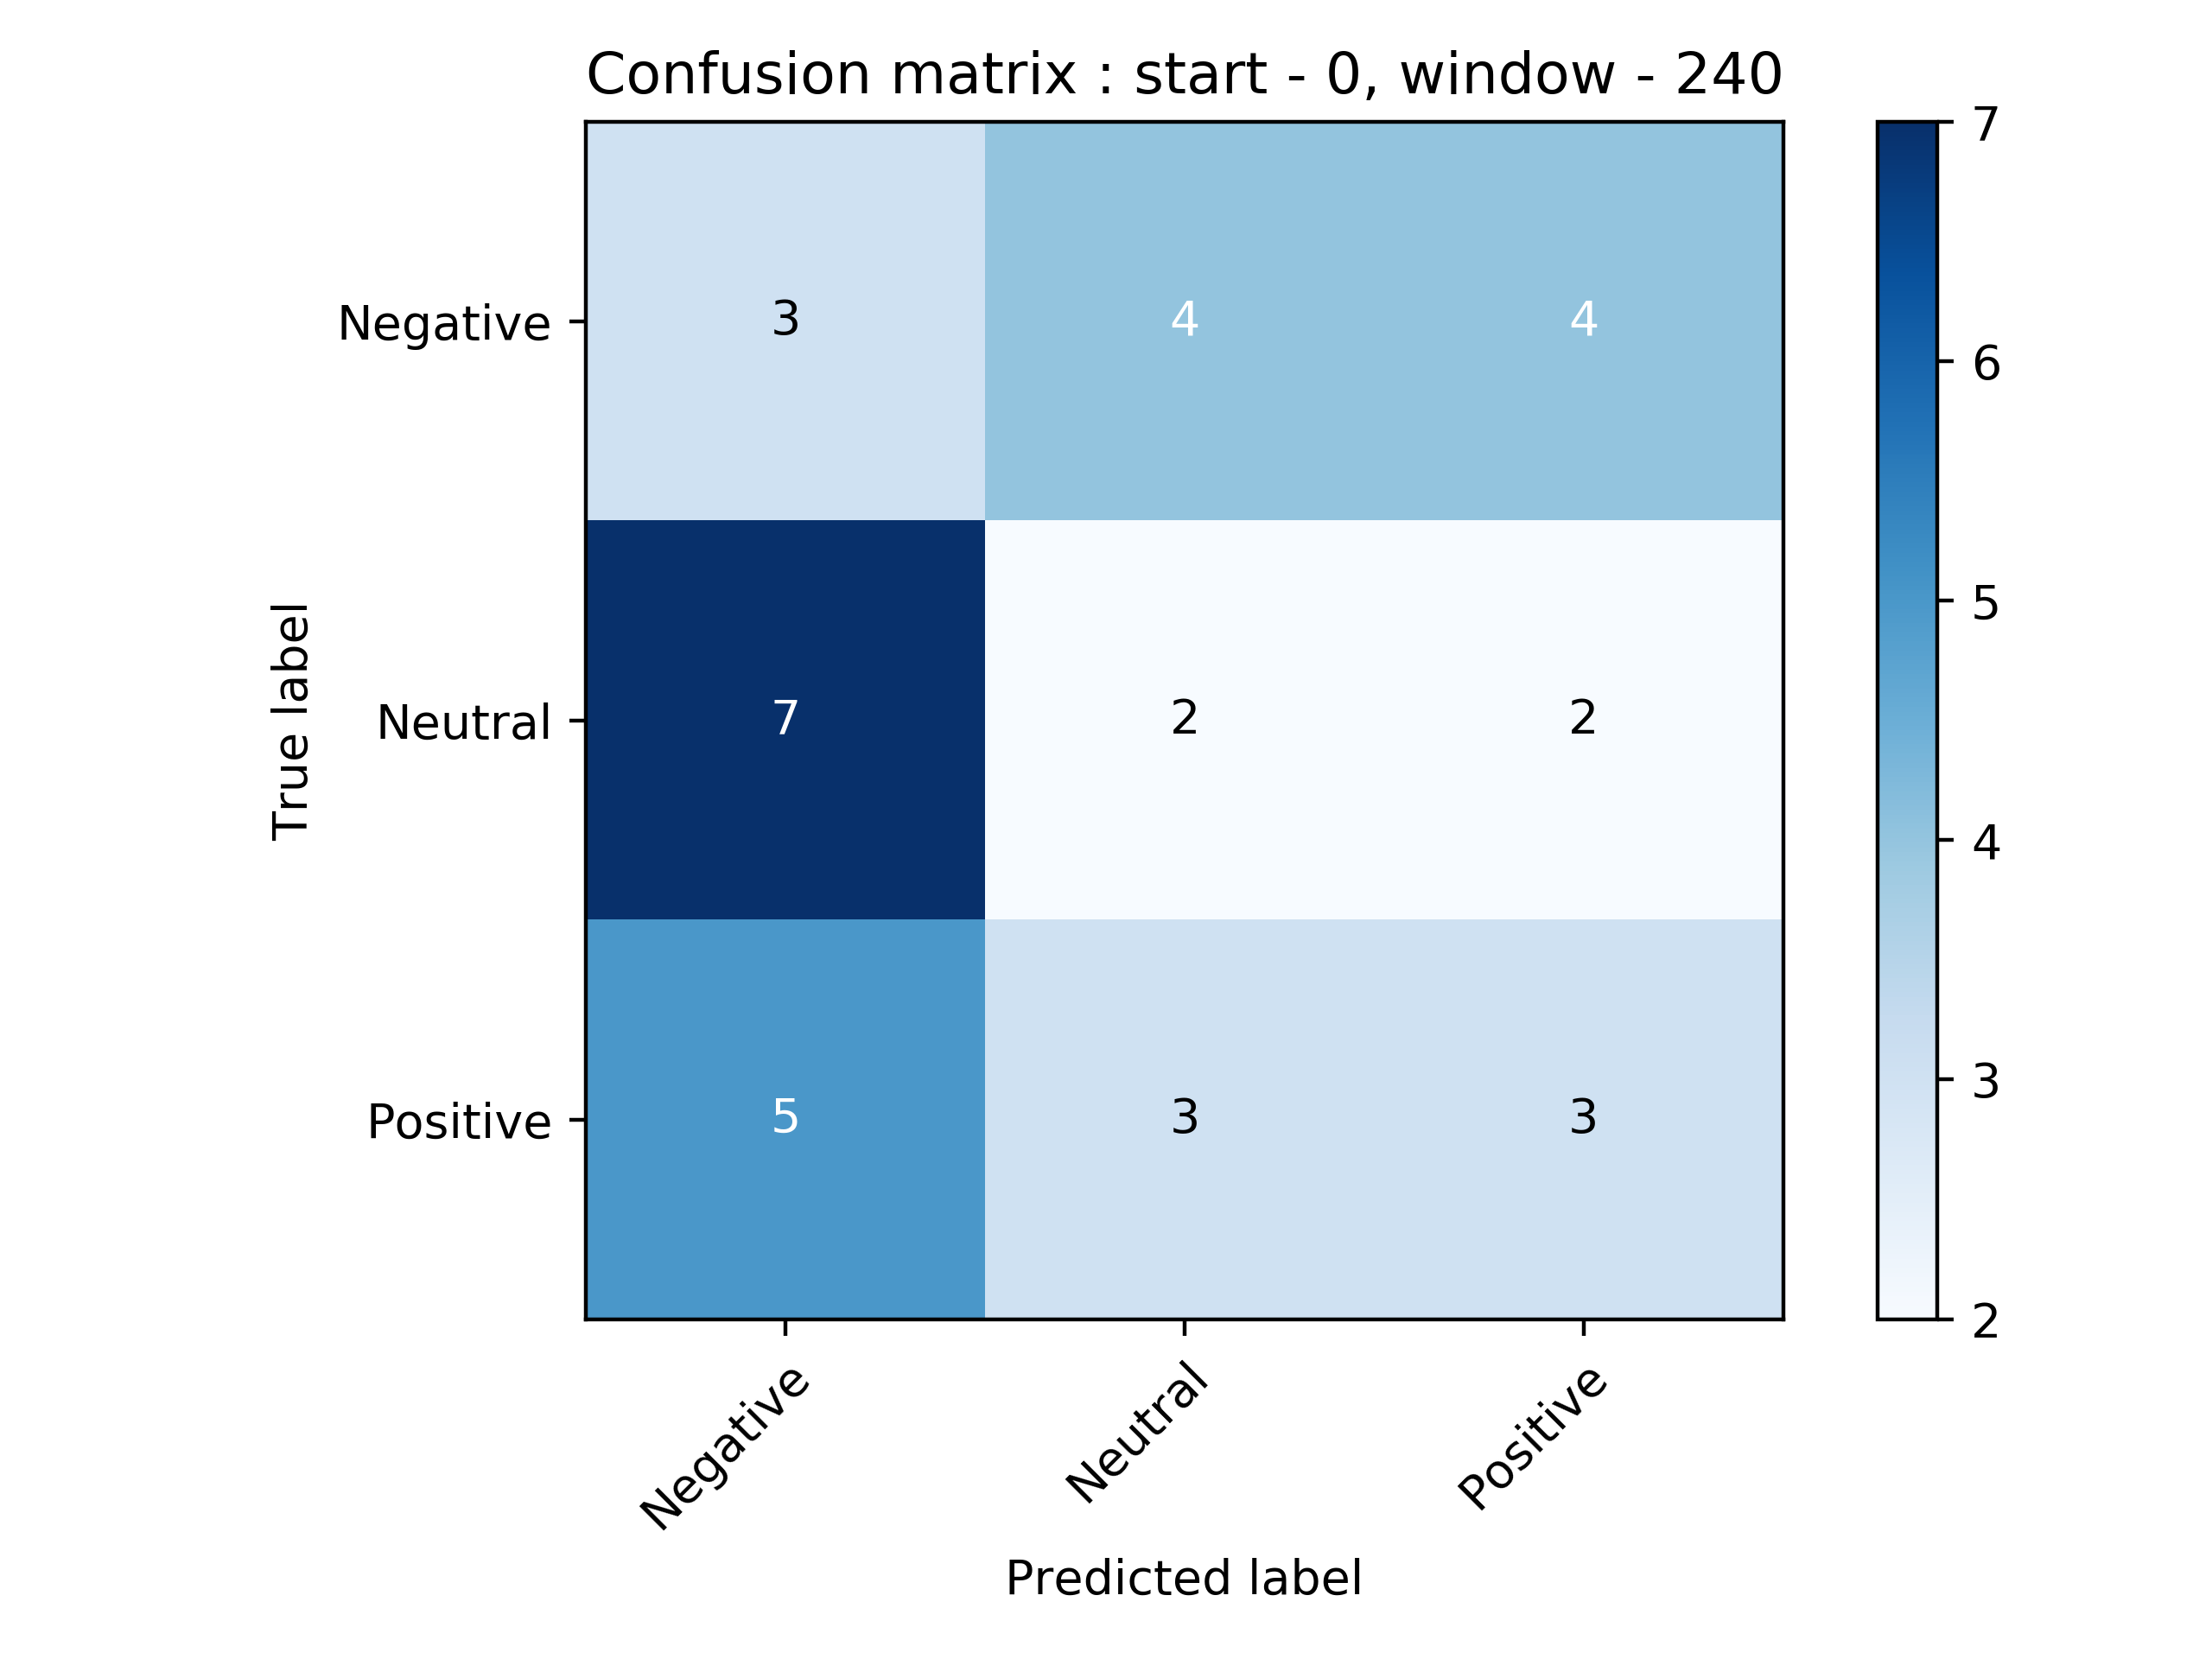 Confusion matrix : start - 0, window - 240
7
Negative 3 4 4
6
5
True label
Neutral 7 2 2
4
3
Positive 5 3 3
2
Negative Neutral Positive
Predicted label